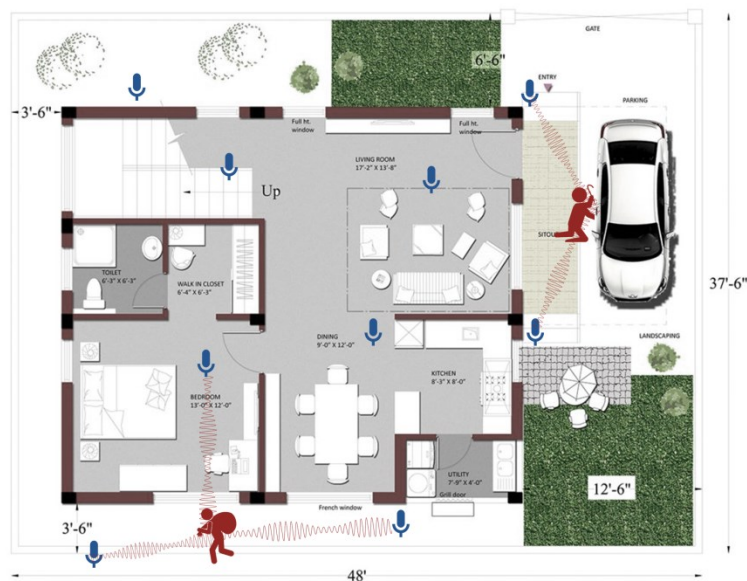 GATE
6'-6"
ENTRY
PARKING
3'-6"
Full ht.
window
Full ht.
window
LIVING ROOM
17'-2" X 13'-8"
Up
SITOU
TOILET
6'-3" X 6'-3"
WALK IN CLOSET
6'-4" X 6'-3"
37'-6"
DINING
9'-0" X 12'-0"
LANDSCAPING
KITCHEN
8'-3" X 8'-0"
BEDROOM
13'-0" X 12'-0"
UTILITY
7'-9" X 4'-0"
Grill door
12'-6"
3'-6"
French window
48'